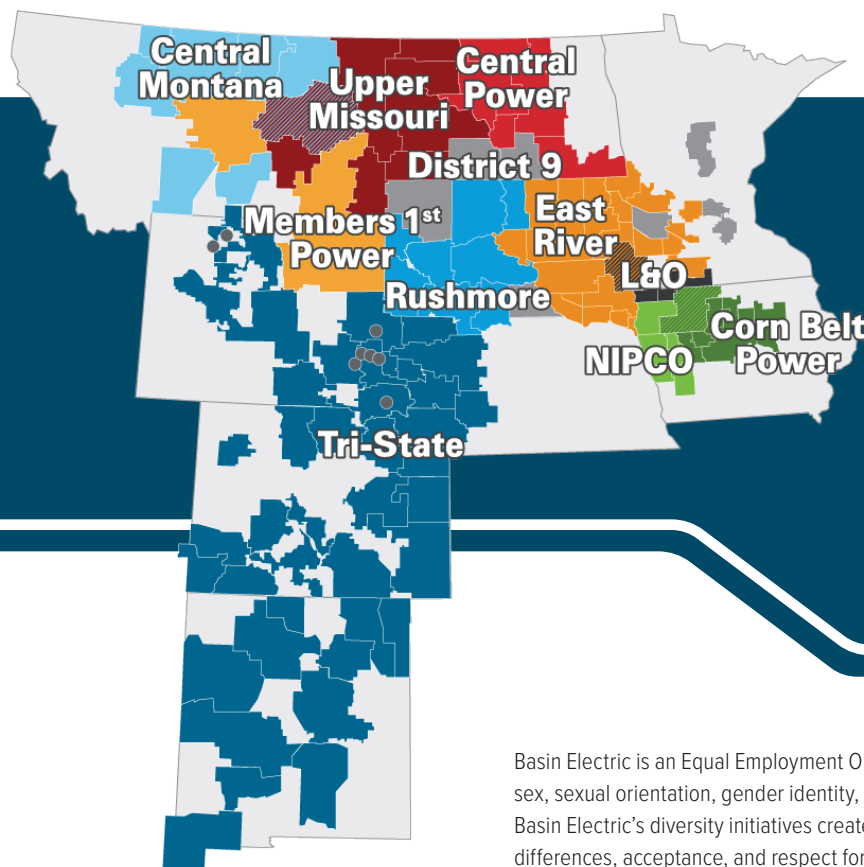 Central
Montana
Upper
Missouri
Central
Power
District 9
Members 1st
Power
East
River
L&O
Rushmore
Corn Belt
Power
NIPCO
Tri-State
Basin Electric is an Equal Employment O
sex, sexual orientation, gender identity,
Basin Electric's diversity initiatives create
differences, acceptance, and respect for